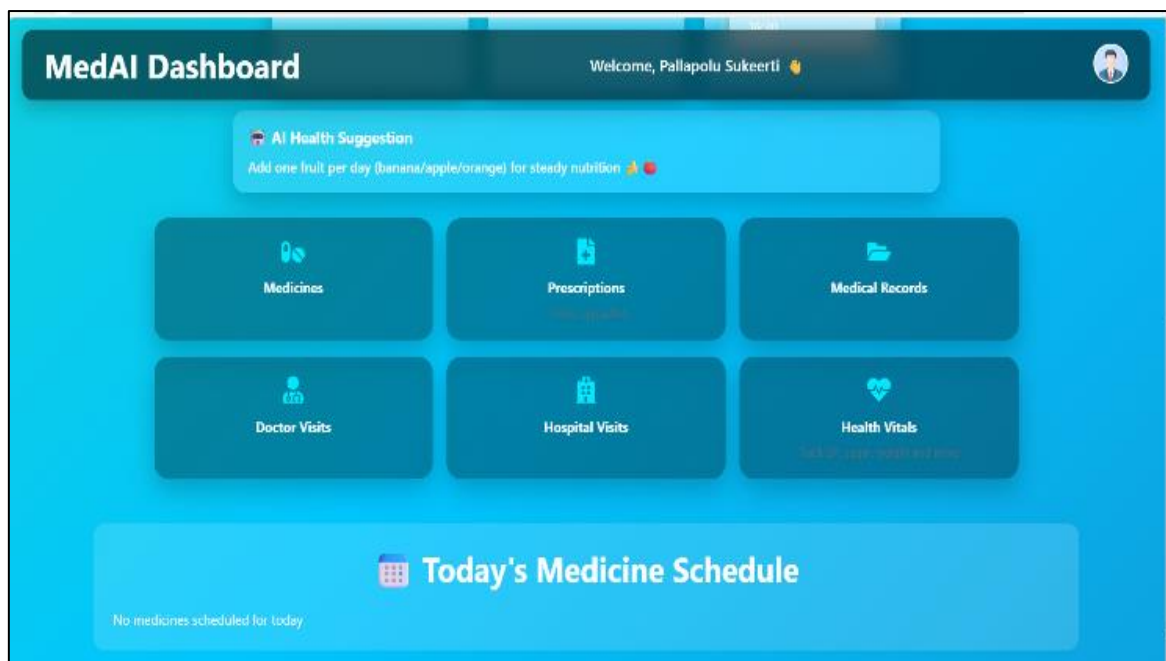 MedAI Dashboard
Welcome, Pallapolu Sukeerti 👋
AI Health Suggestion
Add one fruit per day (banana/apple/orange) for steady nutrition 🍌🍎
Medicines
Prescriptions
Medical Records
Doctor Visits
Hospital Visits
Health Vitals
Today's Medicine Schedule
No medicines scheduled for today